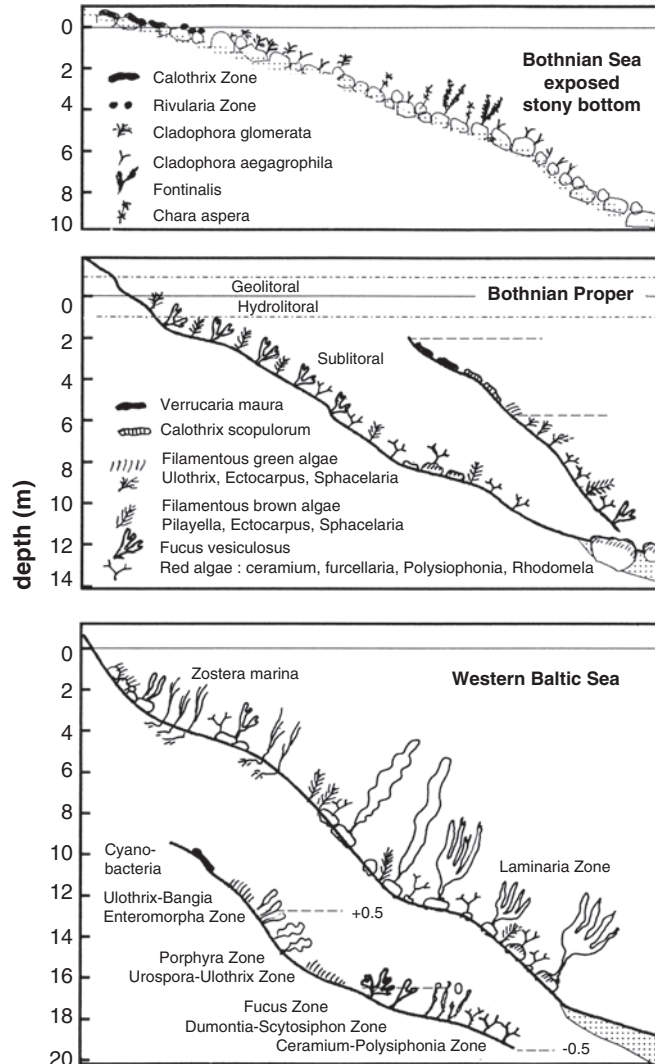 0
2
4
6
8
10
Bothnian Sea
exposed
stony bottom
Calothrix Zone
Rivularia Zone
Cladophora glomerata
Cladophora aegagrophila
Fontinalis
Chara aspera
depth (m)
0
2
4
6
8
10
12
14
Geolitoral
Hydrolitoral
Bothnian Proper
Sublitoral
Verrucaria maura
Calothrix scopulorum
Filamentous green algae
Ulothrix, Ectocarpus, Sphacelaria
Filamentous brown algae
Pilayella, Ectocarpus, Sphacelaria
Fucus vesiculosus
Red algae : ceramium, furcellaria, Polysiophonia, Rhodomela
0
2
4
6
8
10
12
14
16
18
20
Zostera marina
Western Baltic Sea
Laminaria Zone
Cyano-
bacteria
Ulothrix-Bangia
Enteromorpha Zone
+0.5
Porphyra Zone
Urospora-Ulothrix Zone
0
Fucus Zone
Dumontia-Scytosiphon Zone
Ceramium-Polysiphonia Zone
-0.5